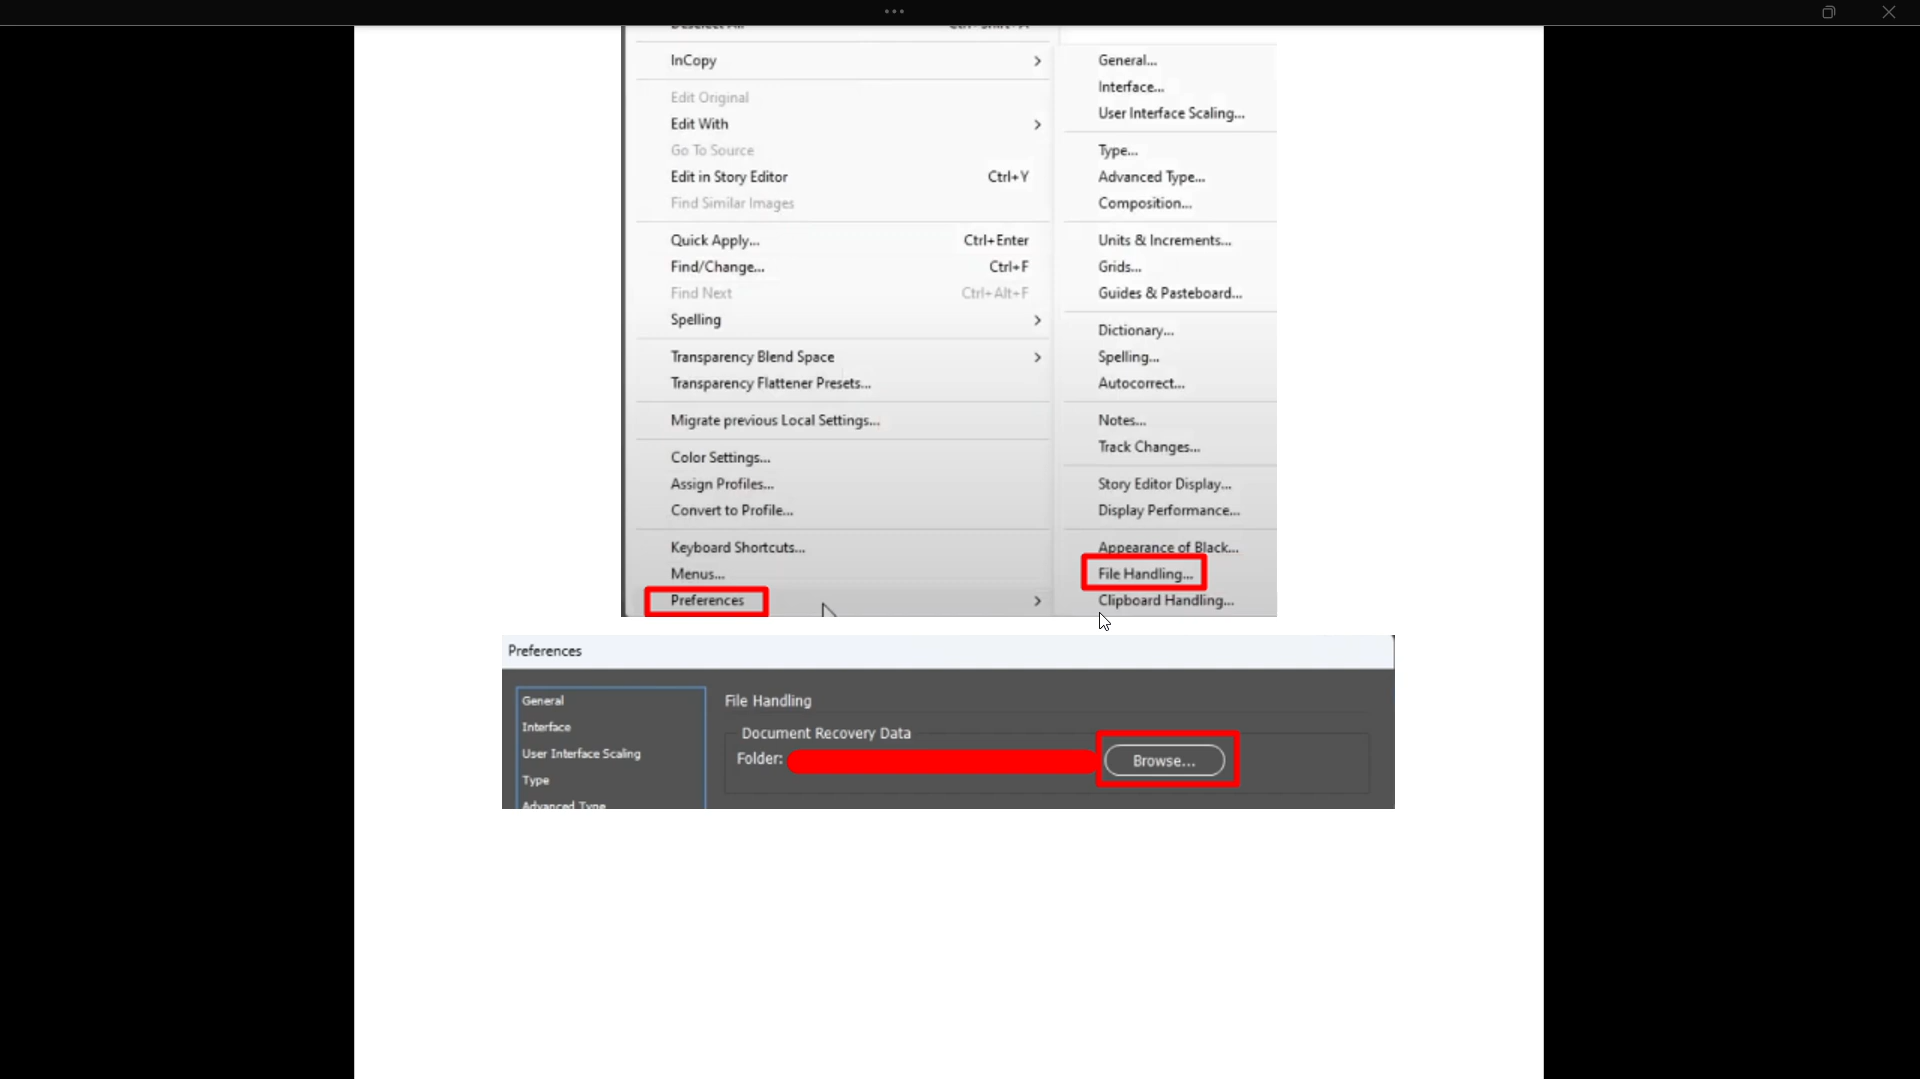 InCopy
Edit Original
Edit With
Go To Source
Edit in Story Editor Ctrl+Y
Find Similar Images
Quick Apply... Ctrl+Enter
Find/Change... Ctrl+F
Find Next Ctrl+Alt+F
Spelling
Transparency Blend Space
Transparency Flattener Presets...
Migrate previous Local Settings...
Color Settings...
Assign Profiles...
Convert to Profile...
Keyboard Shortcuts...
Menus...
Preferences
General...
Interface...
User Interface Scaling...
Type...
Advanced Type...
Composition...
Units & Increments...
Grids...
Guides & Pasteboard...
Dictionary...
Spelling...
Autocorrect...
Notes...
Track Changes...
Story Editor Display...
Display Performance...
Appearance of Black...
File Handling...
Clipboard Handling...
Preferences
General
Interface
User Interface Scaling
Type
Advanced Type
File Handling
Document Recovery Data
Folder:
Browse...